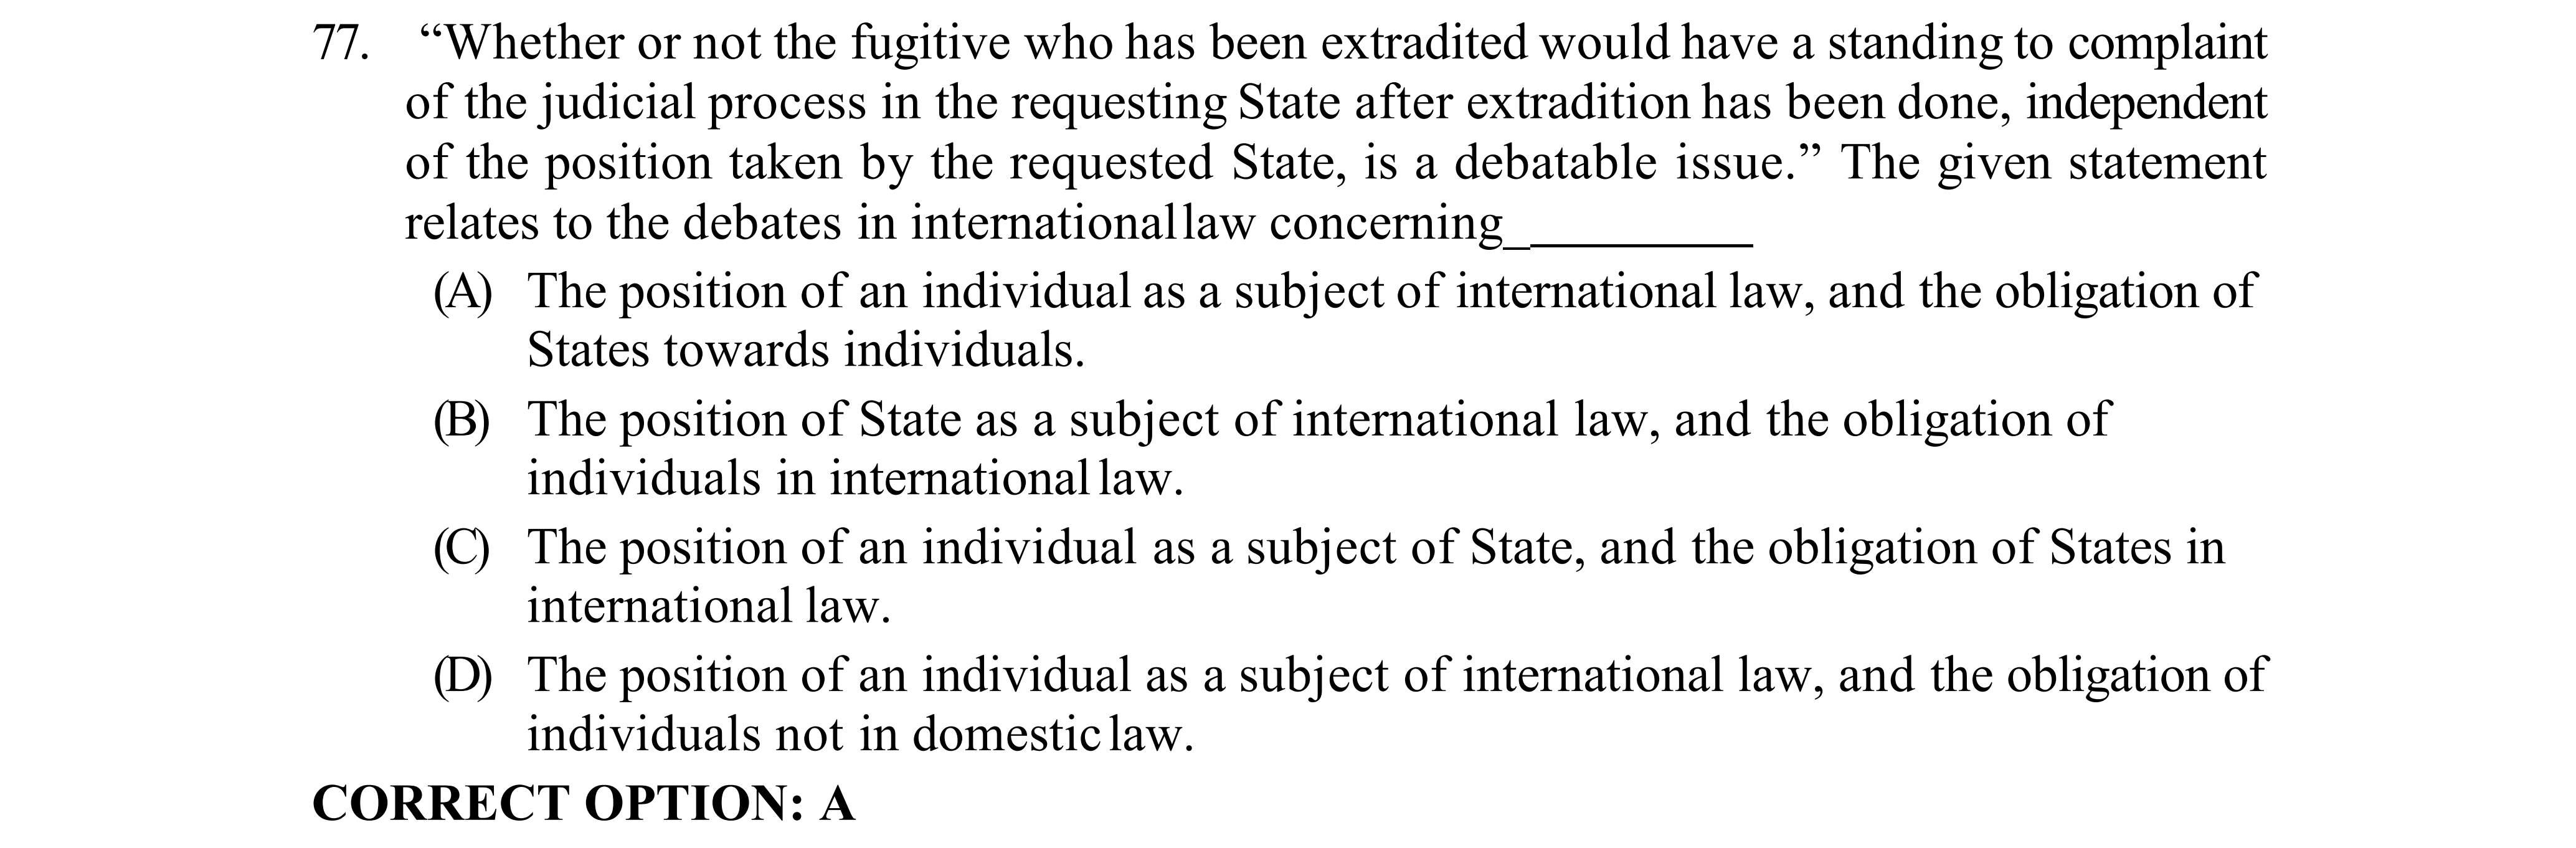 77. “Whether or not the fugitive who has been extradited would have a standing to complaint
of the judicial process in the requesting State after extradition has been done, independent
of the position taken by the requested State, is a debatable issue.” The given statement
relates to the debates in international law concerning__________
(A) The position of an individual as a subject of international law, and the obligation of
States towards individuals.
(B) The position of State as a subject of international law, and the obligation of
individuals in international law.
(C) The position of an individual as a subject of State, and the obligation of States in
international law.
(D) The position of an individual as a subject of international law, and the obligation of
individuals not in domestic law.
CORRECT OPTION: A